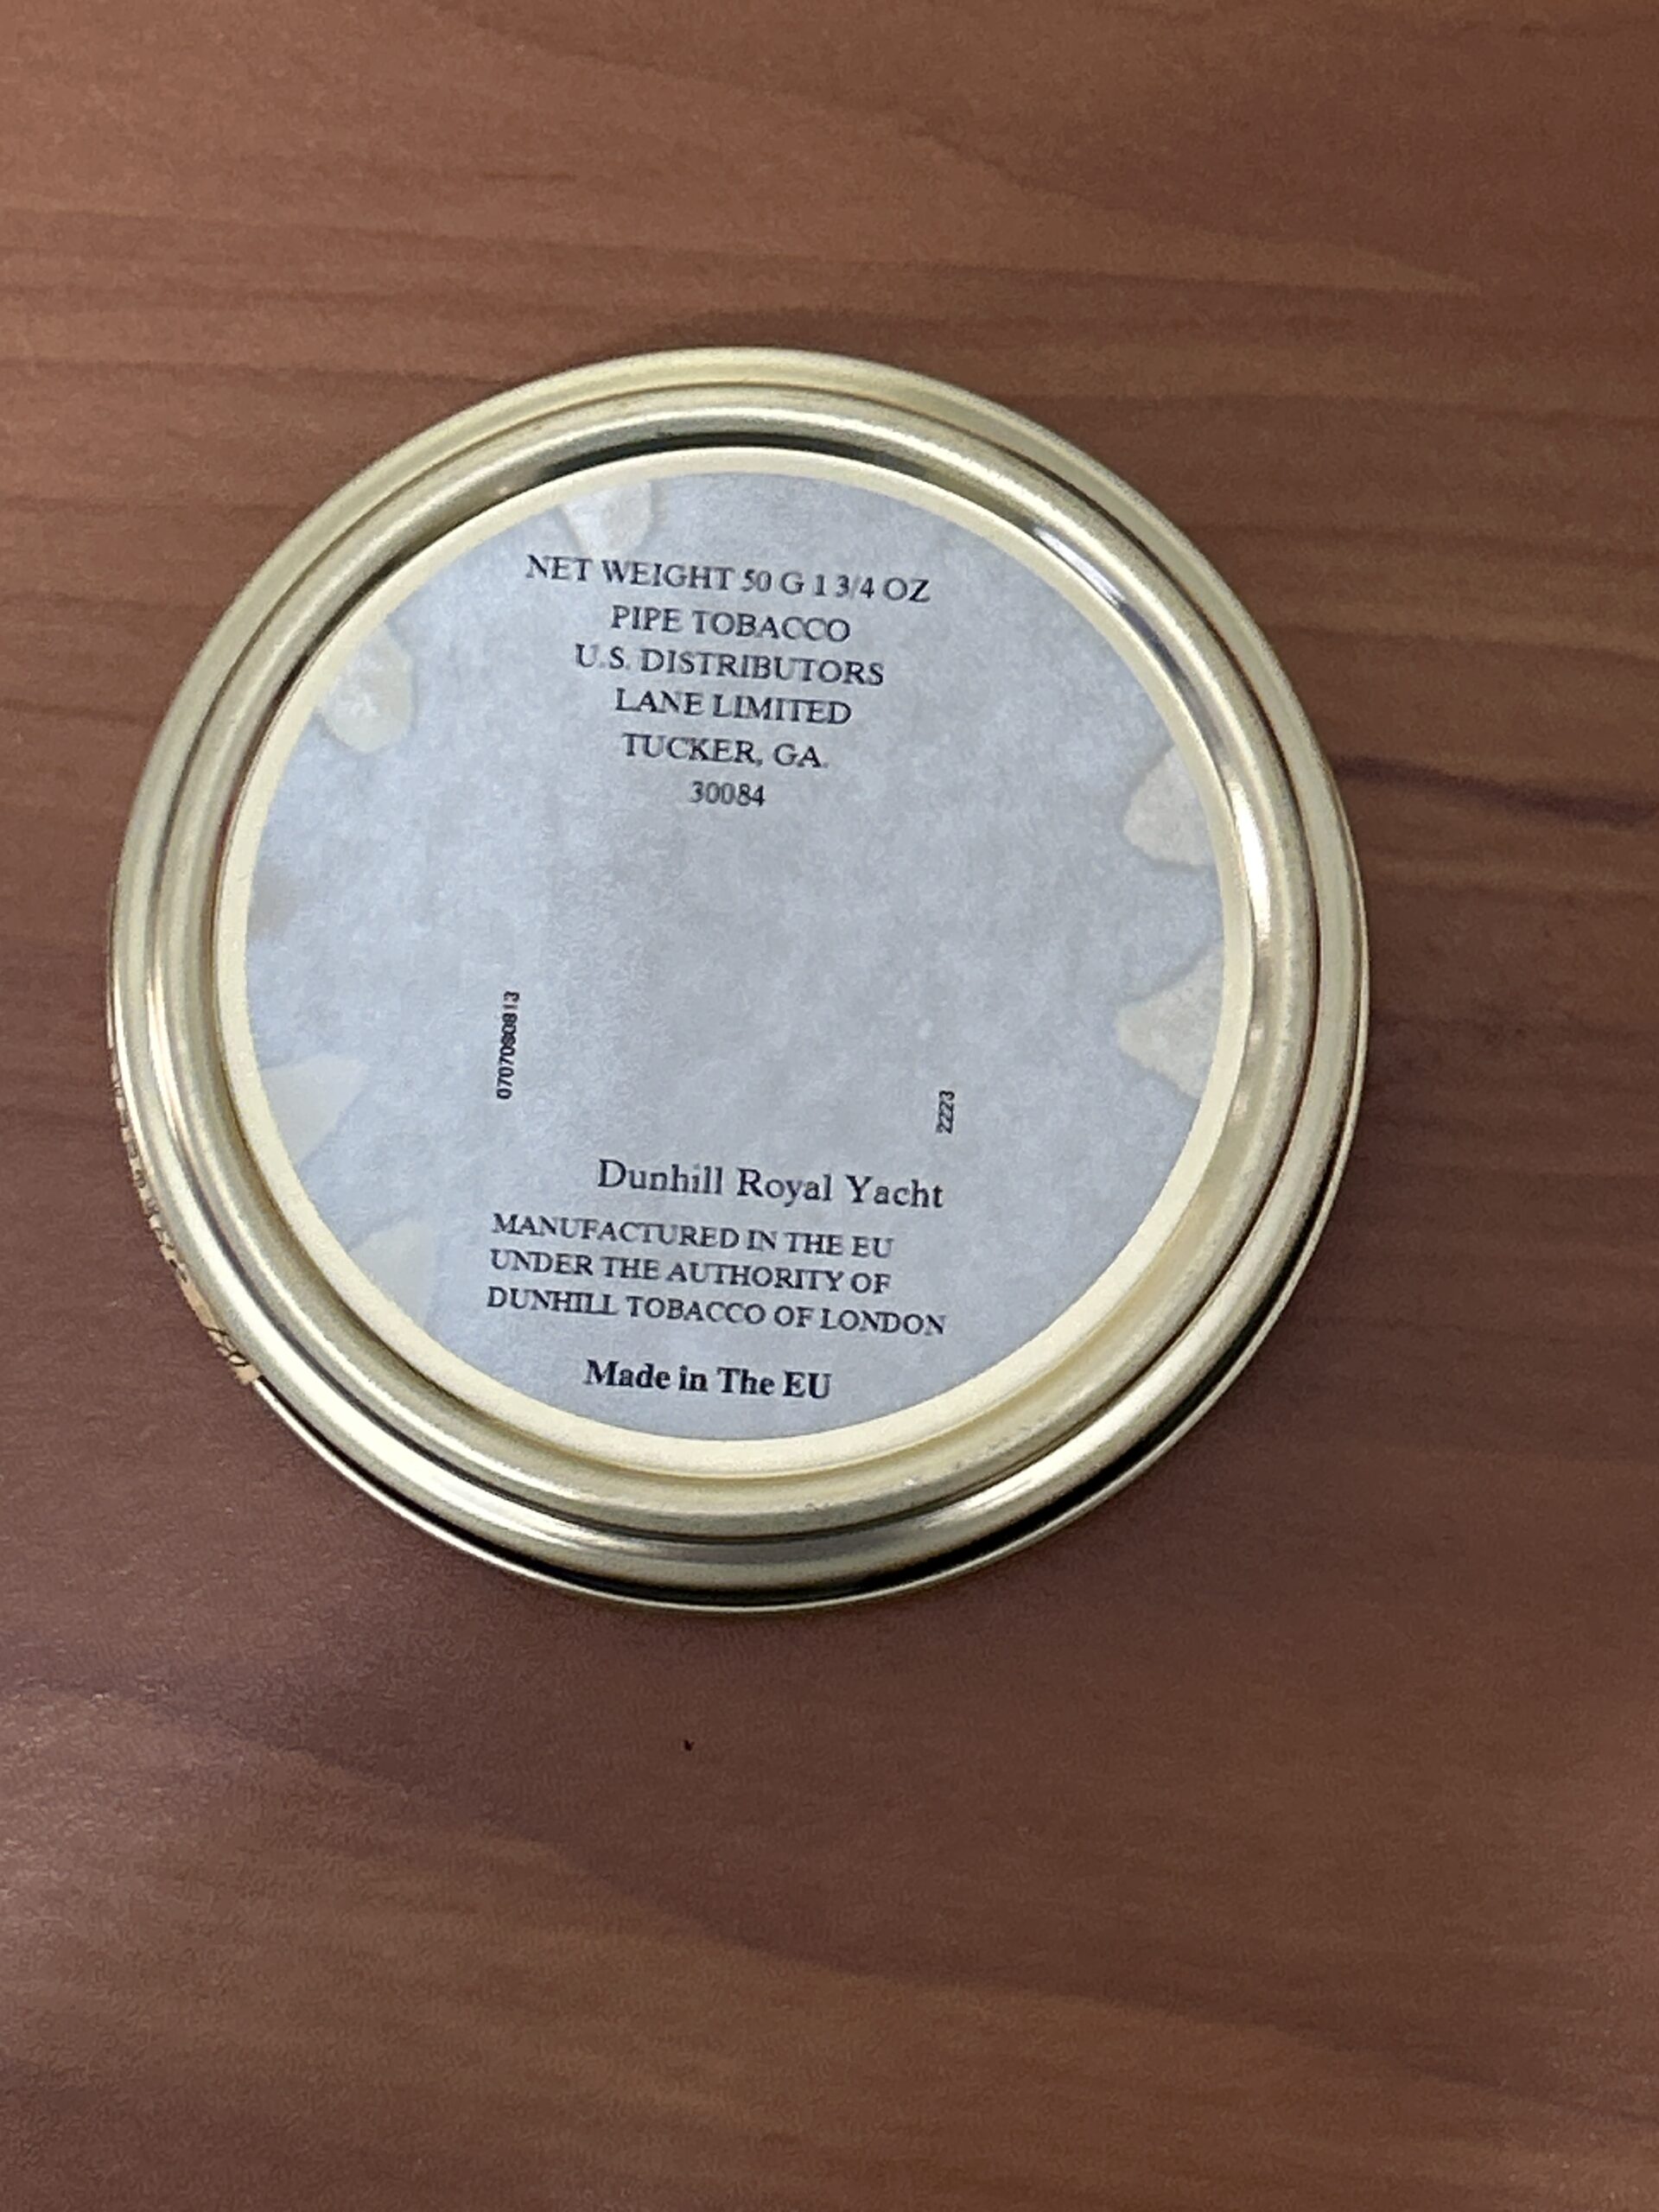 NET WEIGHT 50 G 1 3/4 OZ
PIPE TOBACCO
U.S. DISTRIBUTORS
LANE LIMITED
TUCKER, GA.
30084
0707080813
2223
Dunhill Royal Yacht
MANUFACTURED IN THE EU
UNDER THE AUTHORITY OF
DUNHILL TOBACCO OF LONDON
Made in The EU